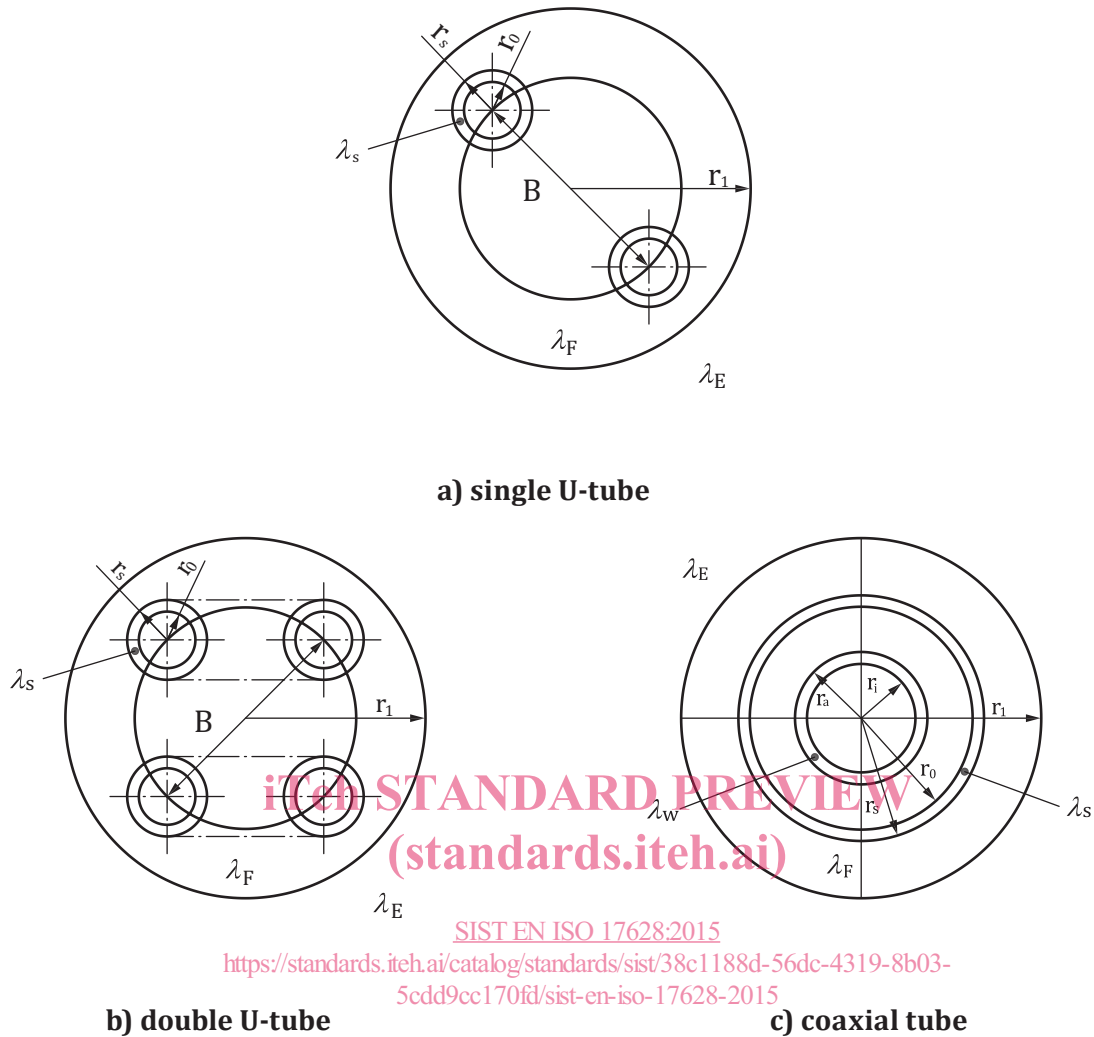 rₛ
r₀
λₛ
B
r₁
λF
λE
a) single U-tube
rₛ
r₀
λₛ
B
r₁
λF
λE
b) double U-tube
λE
rᵢ
rₐ
r₁
r₀
rₛ
λw
λₛ
λF
c) coaxial tube
iTeh STANDARD PREVIEW
(standards.iteh.ai)
SIST EN ISO 17628:2015
https://standards.iteh.ai/catalog/standards/sist/38c1188d-56dc-4319-8b03-
5cdd9cc170fd/sist-en-iso-17628-2015